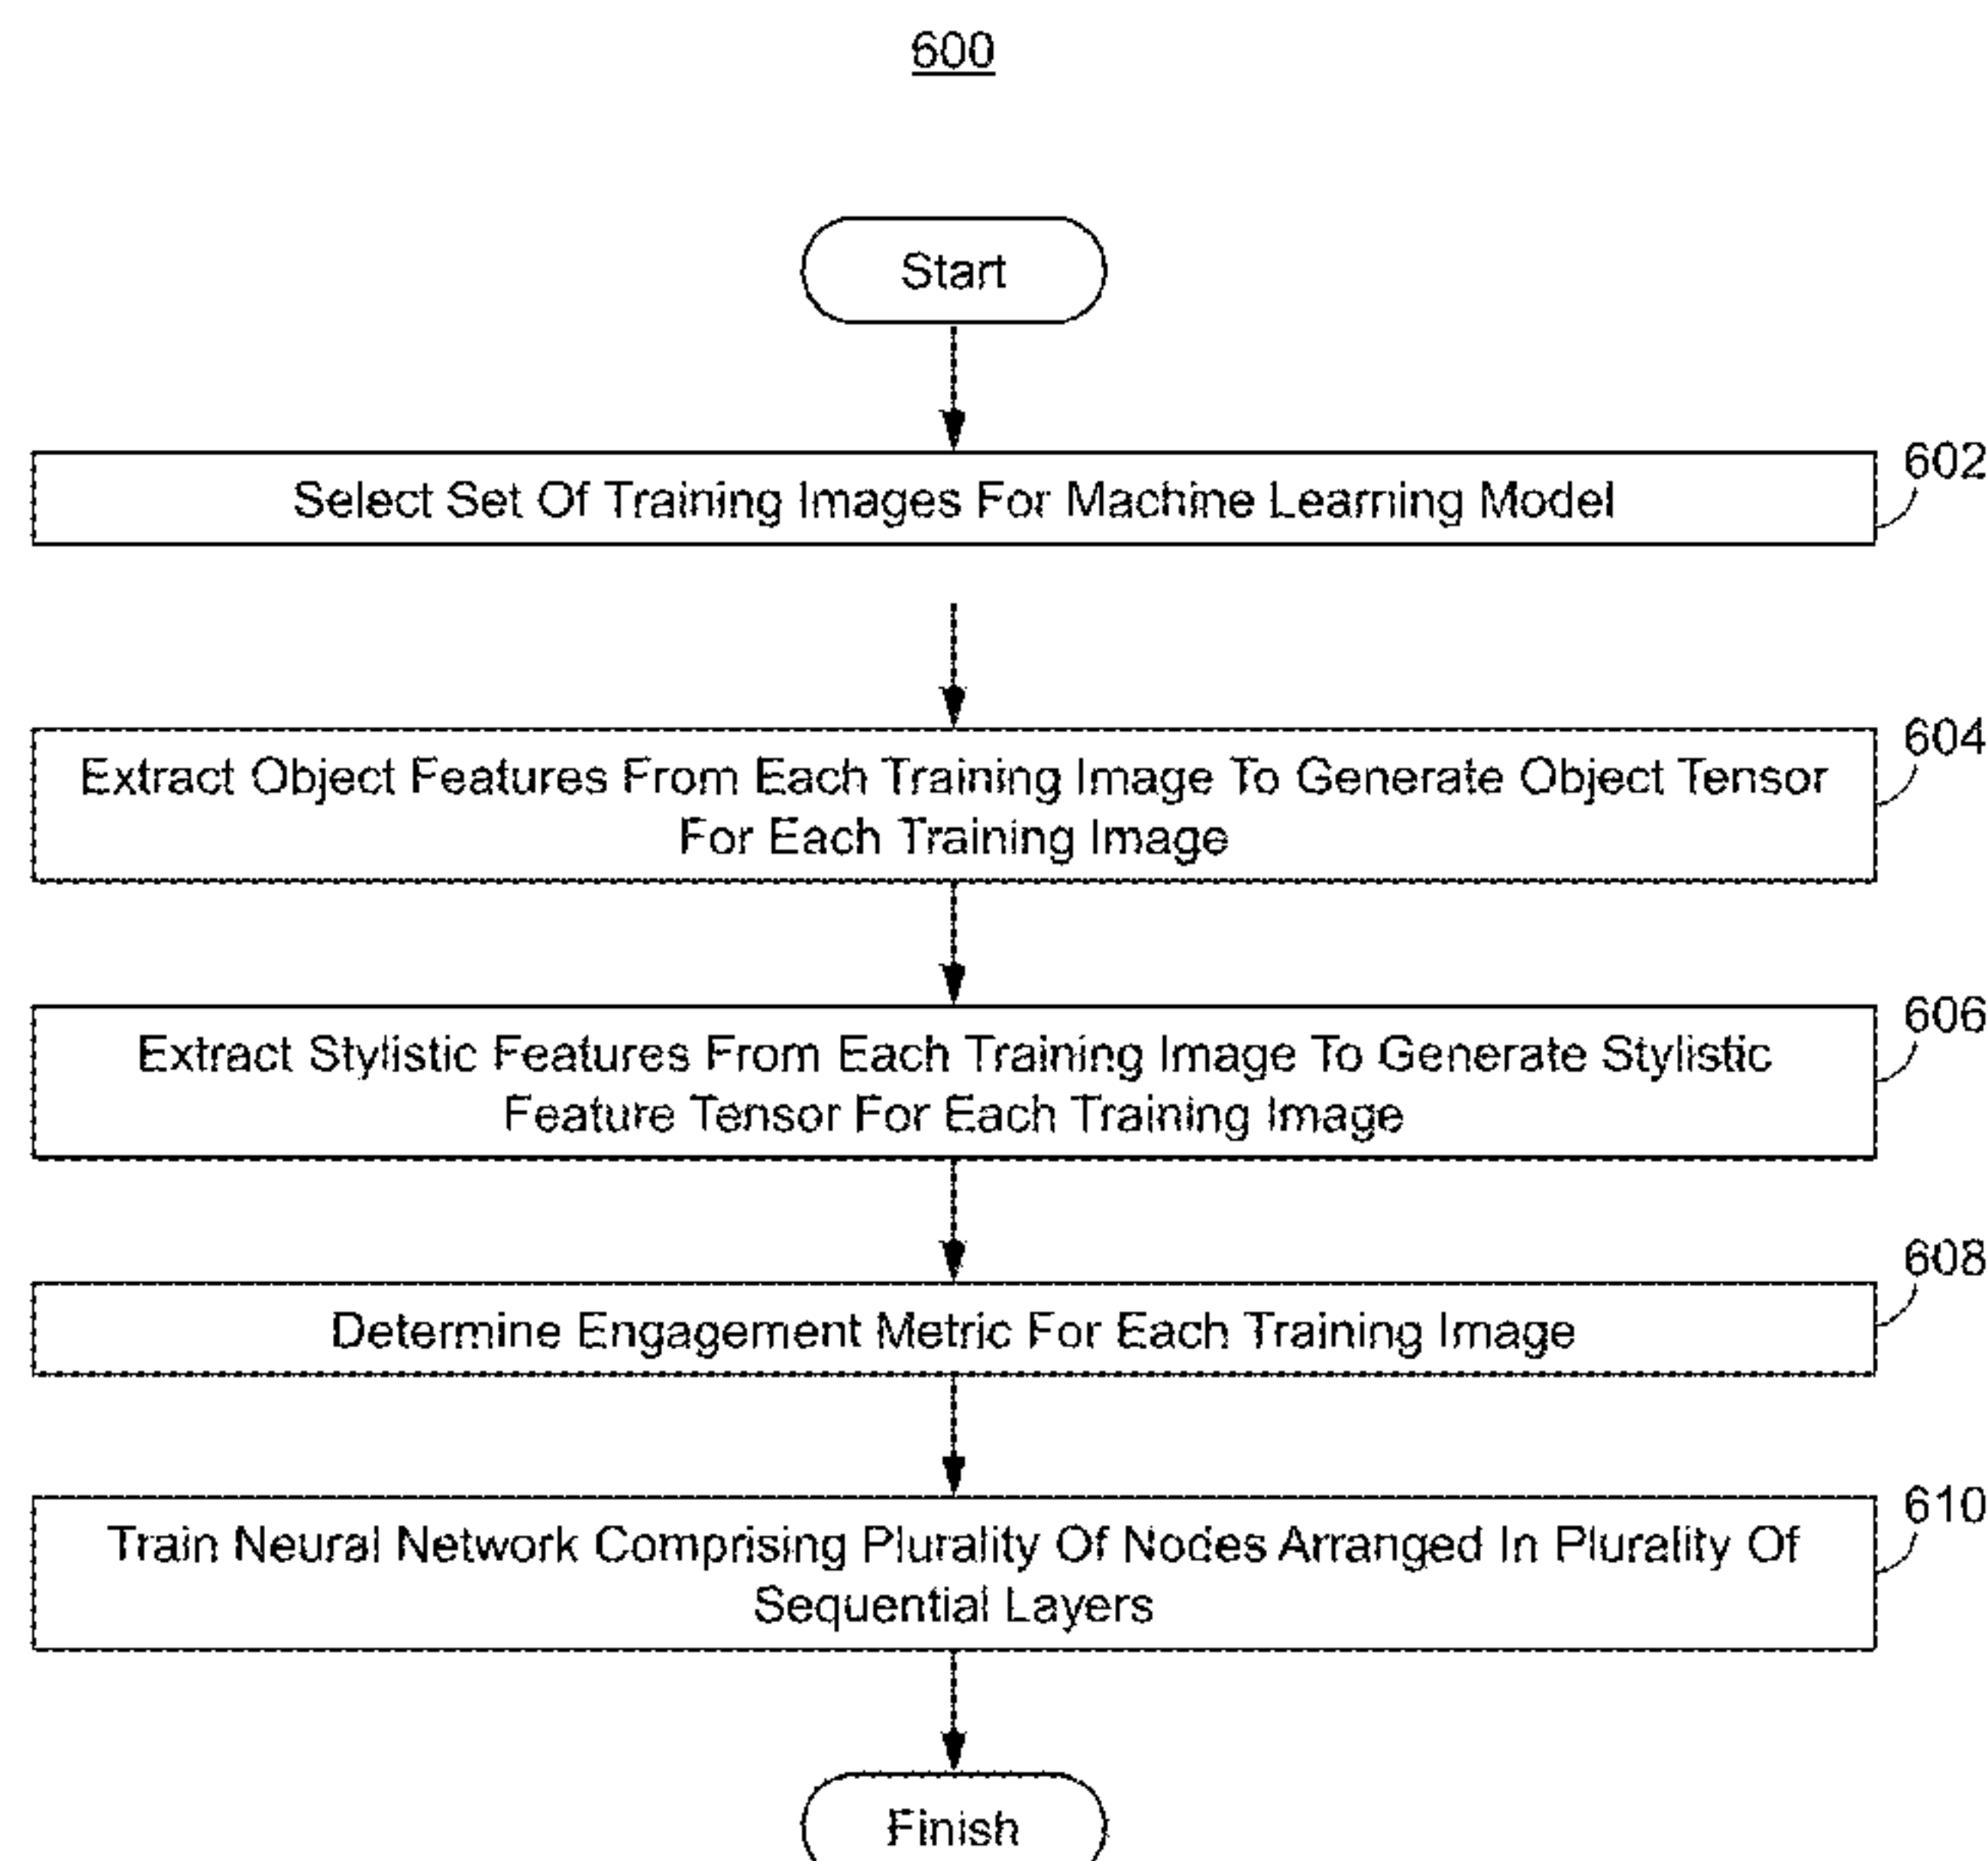 600
Start
602
Select Set Of Training Images For Machine Learning Model
604
Extract Object Features From Each Training Image To Generate Object Tensor
For Each Training Image
606
Extract Stylistic Features From Each Training Image To Generate Stylistic
Feature Tensor For Each Training Image
608
Determine Engagement Metric For Each Training Image
610
Train Neural Network Comprising Plurality Of Nodes Arranged In Plurality Of
Sequential Layers
Finish